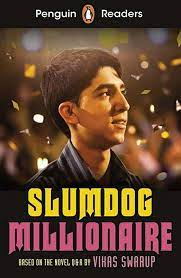 Penguin Readers
SLUMDOG
MILLIONAIRE
BASED ON THE NOVEL Q&A BY VIKAS SWARUP